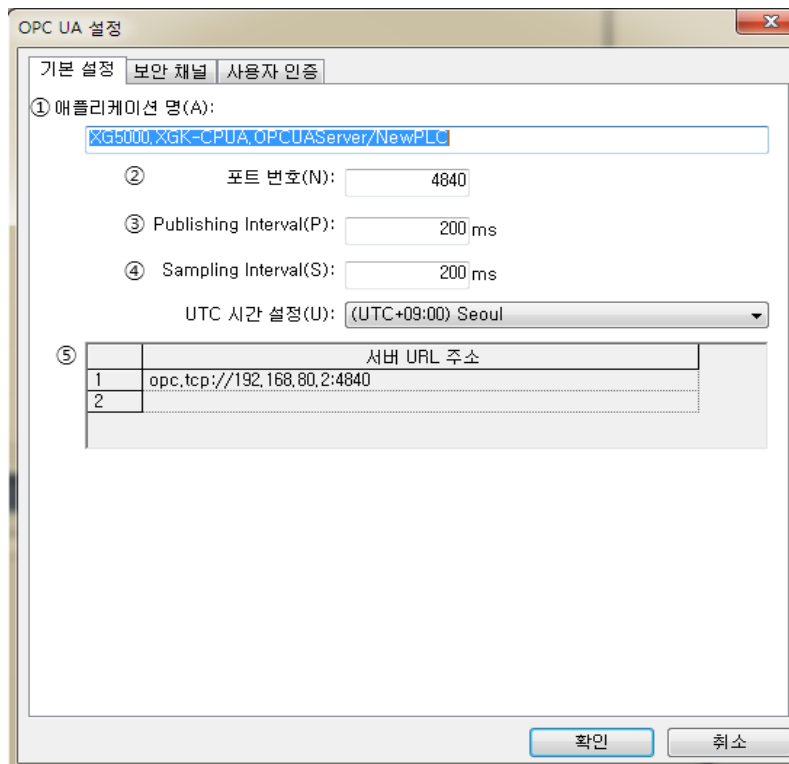 OPC UA 설정
기본 설정 보안 채널 사용자 인증
① 애플리케이션 명(A):
XG5000,XGK-CPUA,OPCUAServer/NewPLC
② 포트 번호(N): 4840
③ Publishing Interval(P): 200 ms
④ Sampling Interval(S): 200 ms
UTC 시간 설정(U): (UTC+09:00) Seoul
⑤ 서버 URL 주소
1 opc.tcp://192.168.80.2:4840
2
확인 취소